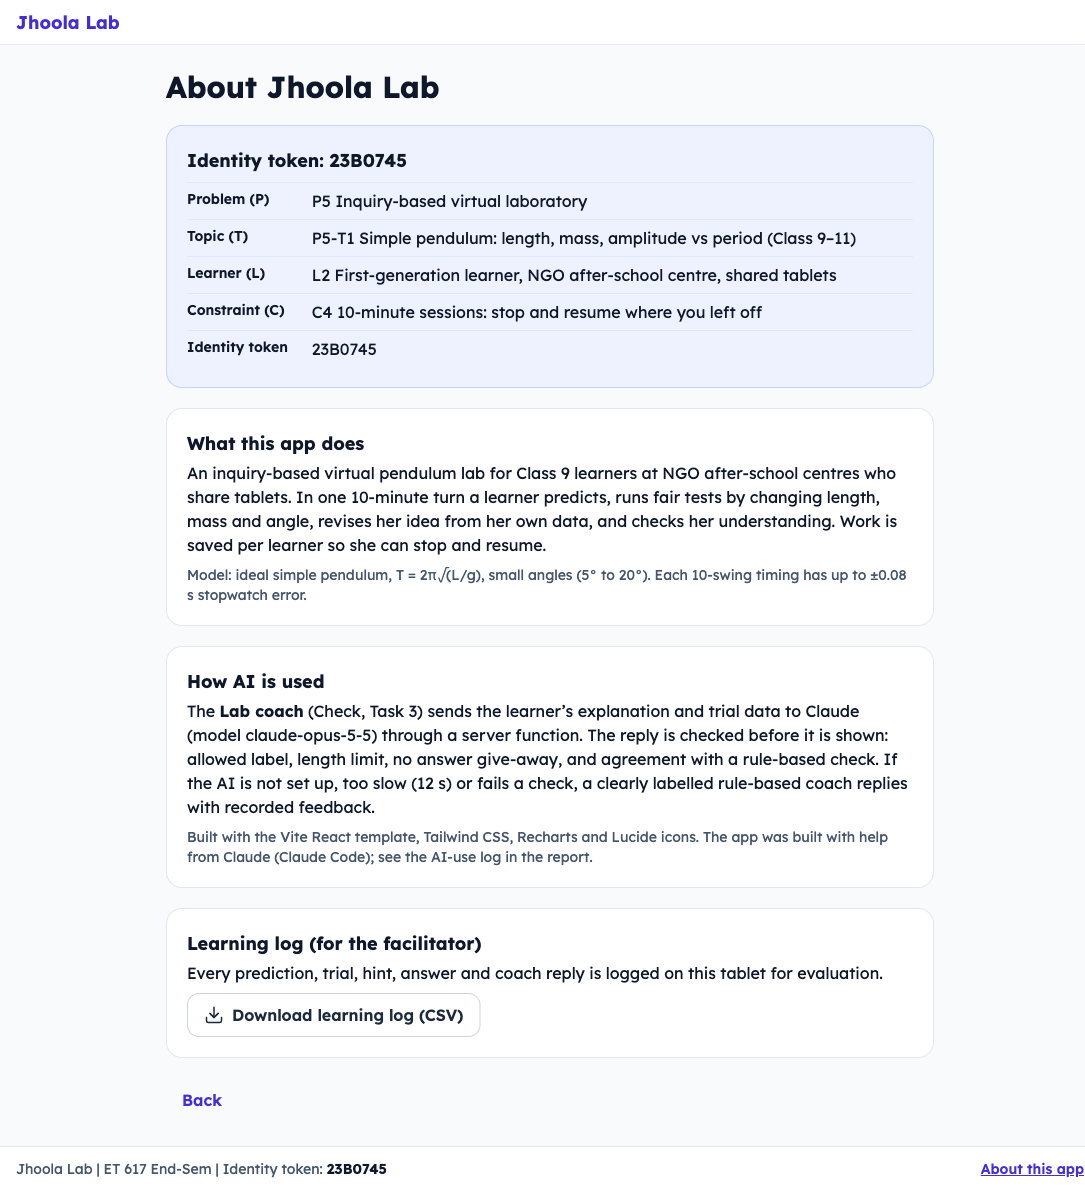 Jhoola Lab
About Jhoola Lab
Identity token: 23B0745
Problem (P) P5 Inquiry-based virtual laboratory
Topic (T) P5-T1 Simple pendulum: length, mass, amplitude vs period (Class 9–11)
Learner (L) L2 First-generation learner, NGO after-school centre, shared tablets
Constraint (C) C4 10-minute sessions: stop and resume where you left off
Identity token 23B0745
What this app does
An inquiry-based virtual pendulum lab for Class 9 learners at NGO after-school centres who
share tablets. In one 10-minute turn a learner predicts, runs fair tests by changing length,
mass and angle, revises her idea from her own data, and checks her understanding. Work is
saved per learner so she can stop and resume.
Model: ideal simple pendulum, T = 2π√(L/g), small angles (5° to 20°). Each 10-swing timing has up to ±0.08
s stopwatch error.
How AI is used
The Lab coach (Check, Task 3) sends the learner’s explanation and trial data to Claude
(model claude-opus-5-5) through a server function. The reply is checked before it is shown:
allowed label, length limit, no answer give-away, and agreement with a rule-based check. If
the AI is not set up, too slow (12 s) or fails a check, a clearly labelled rule-based coach replies
with recorded feedback.
Built with the Vite React template, Tailwind CSS, Recharts and Lucide icons. The app was built with help
from Claude (Claude Code); see the AI-use log in the report.
Learning log (for the facilitator)
Every prediction, trial, hint, answer and coach reply is logged on this tablet for evaluation.
Download learning log (CSV)
Back
Jhoola Lab | ET 617 End-Sem | Identity token: 23B0745
About this app